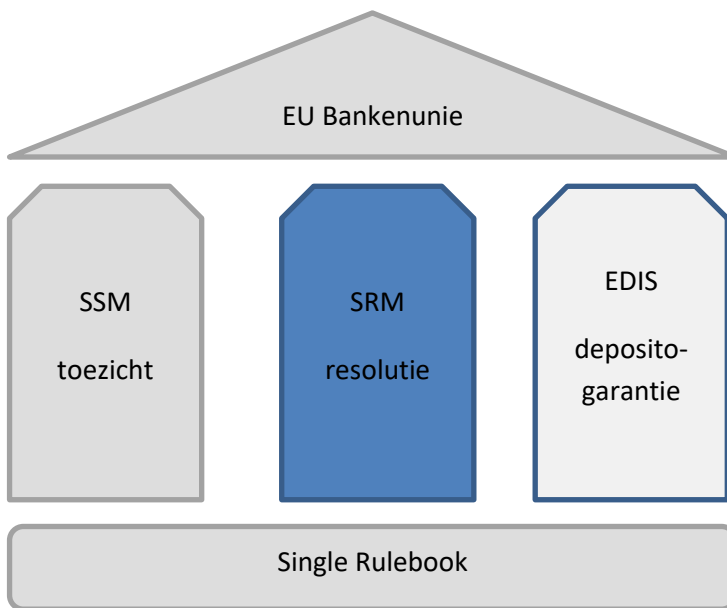 EU Bankenunie
SSM
toezicht
SRM
resolutie
EDIS
deposito-
garantie
Single Rulebook